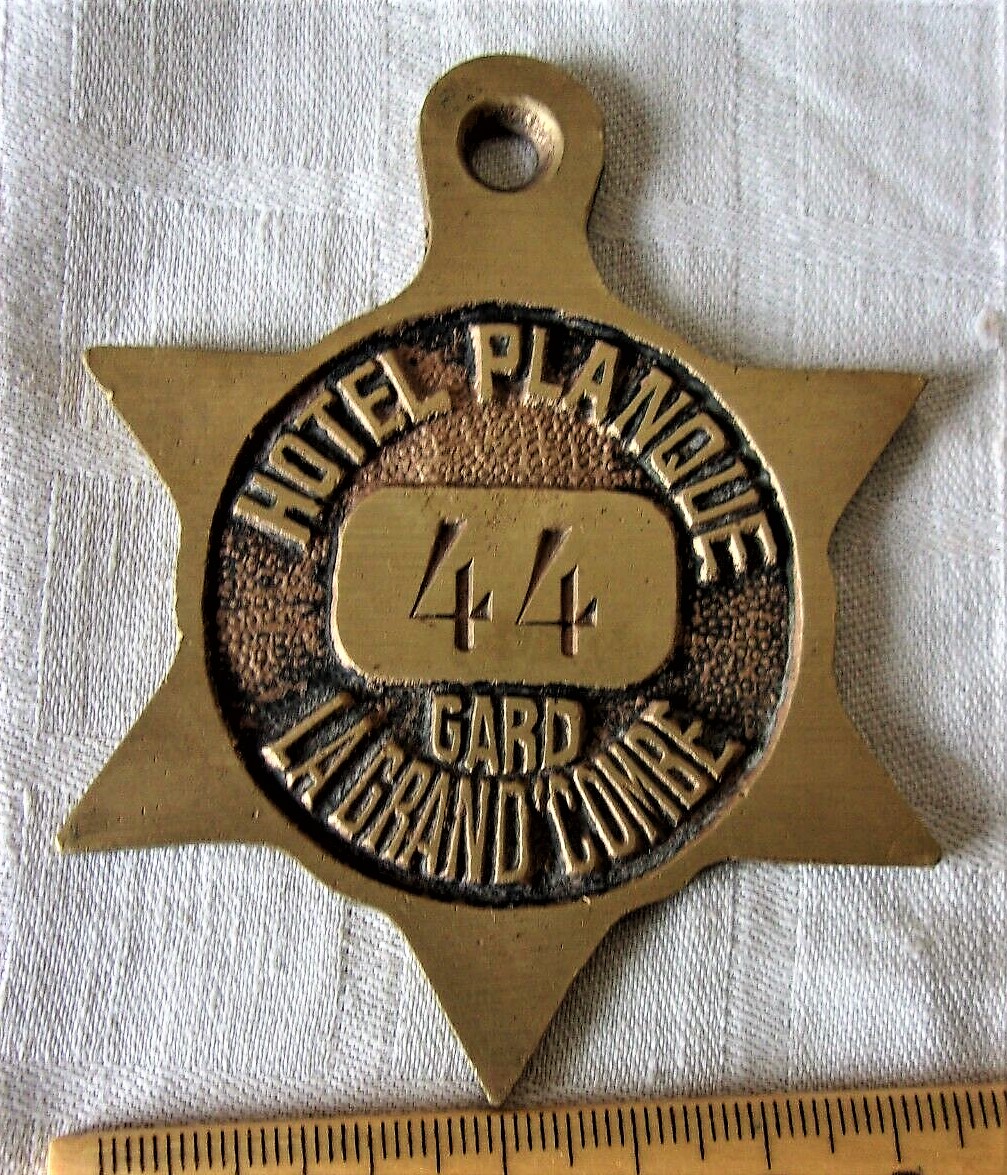 HOTEL PLANQUE
44
GARD
LA GRAND'COMBE